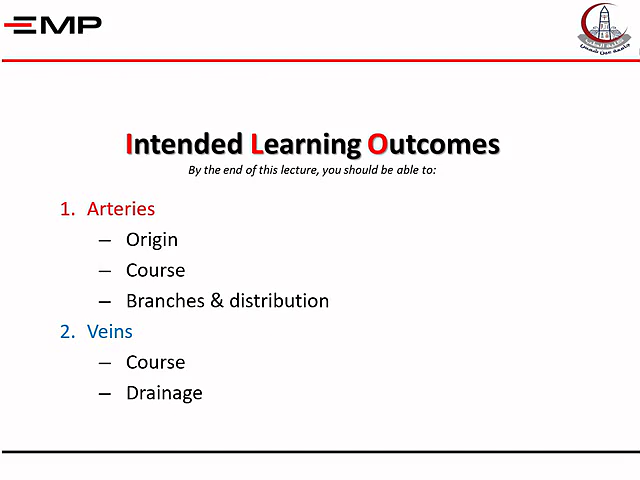 EMP
Intended Learning Outcomes
By the end of this lecture, you should be able to:
1. Arteries
– Origin
– Course
– Branches & distribution
2. Veins
– Course
– Drainage